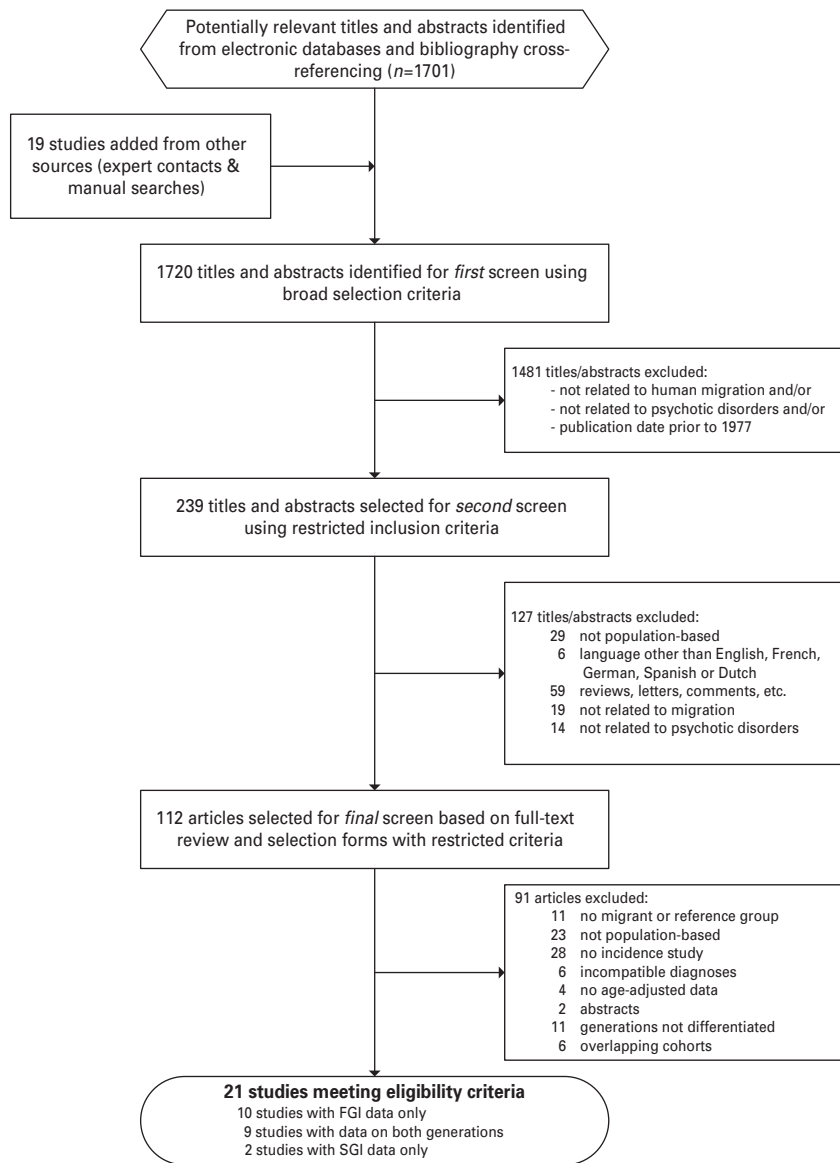 Potentially relevant titles and abstracts identified
from electronic databases and bibliography cross-
referencing (n=1701)
19 studies added from other
sources (expert contacts &
manual searches)
1720 titles and abstracts identified for first screen using
broad selection criteria
1481 titles/abstracts excluded:
- not related to human migration and/or
- not related to psychotic disorders and/or
- publication date prior to 1977
239 titles and abstracts selected for second screen
using restricted inclusion criteria
127 titles/abstracts excluded:
29 not population-based
6 language other than English, French,
German, Spanish or Dutch
59 reviews, letters, comments, etc.
19 not related to migration
14 not related to psychotic disorders
112 articles selected for final screen based on full-text
review and selection forms with restricted criteria
91 articles excluded:
11 no migrant or reference group
23 not population-based
28 no incidence study
6 incompatible diagnoses
4 no age-adjusted data
2 abstracts
11 generations not differentiated
6 overlapping cohorts
21 studies meeting eligibility criteria
10 studies with FGI data only
9 studies with data on both generations
2 studies with SGI data only